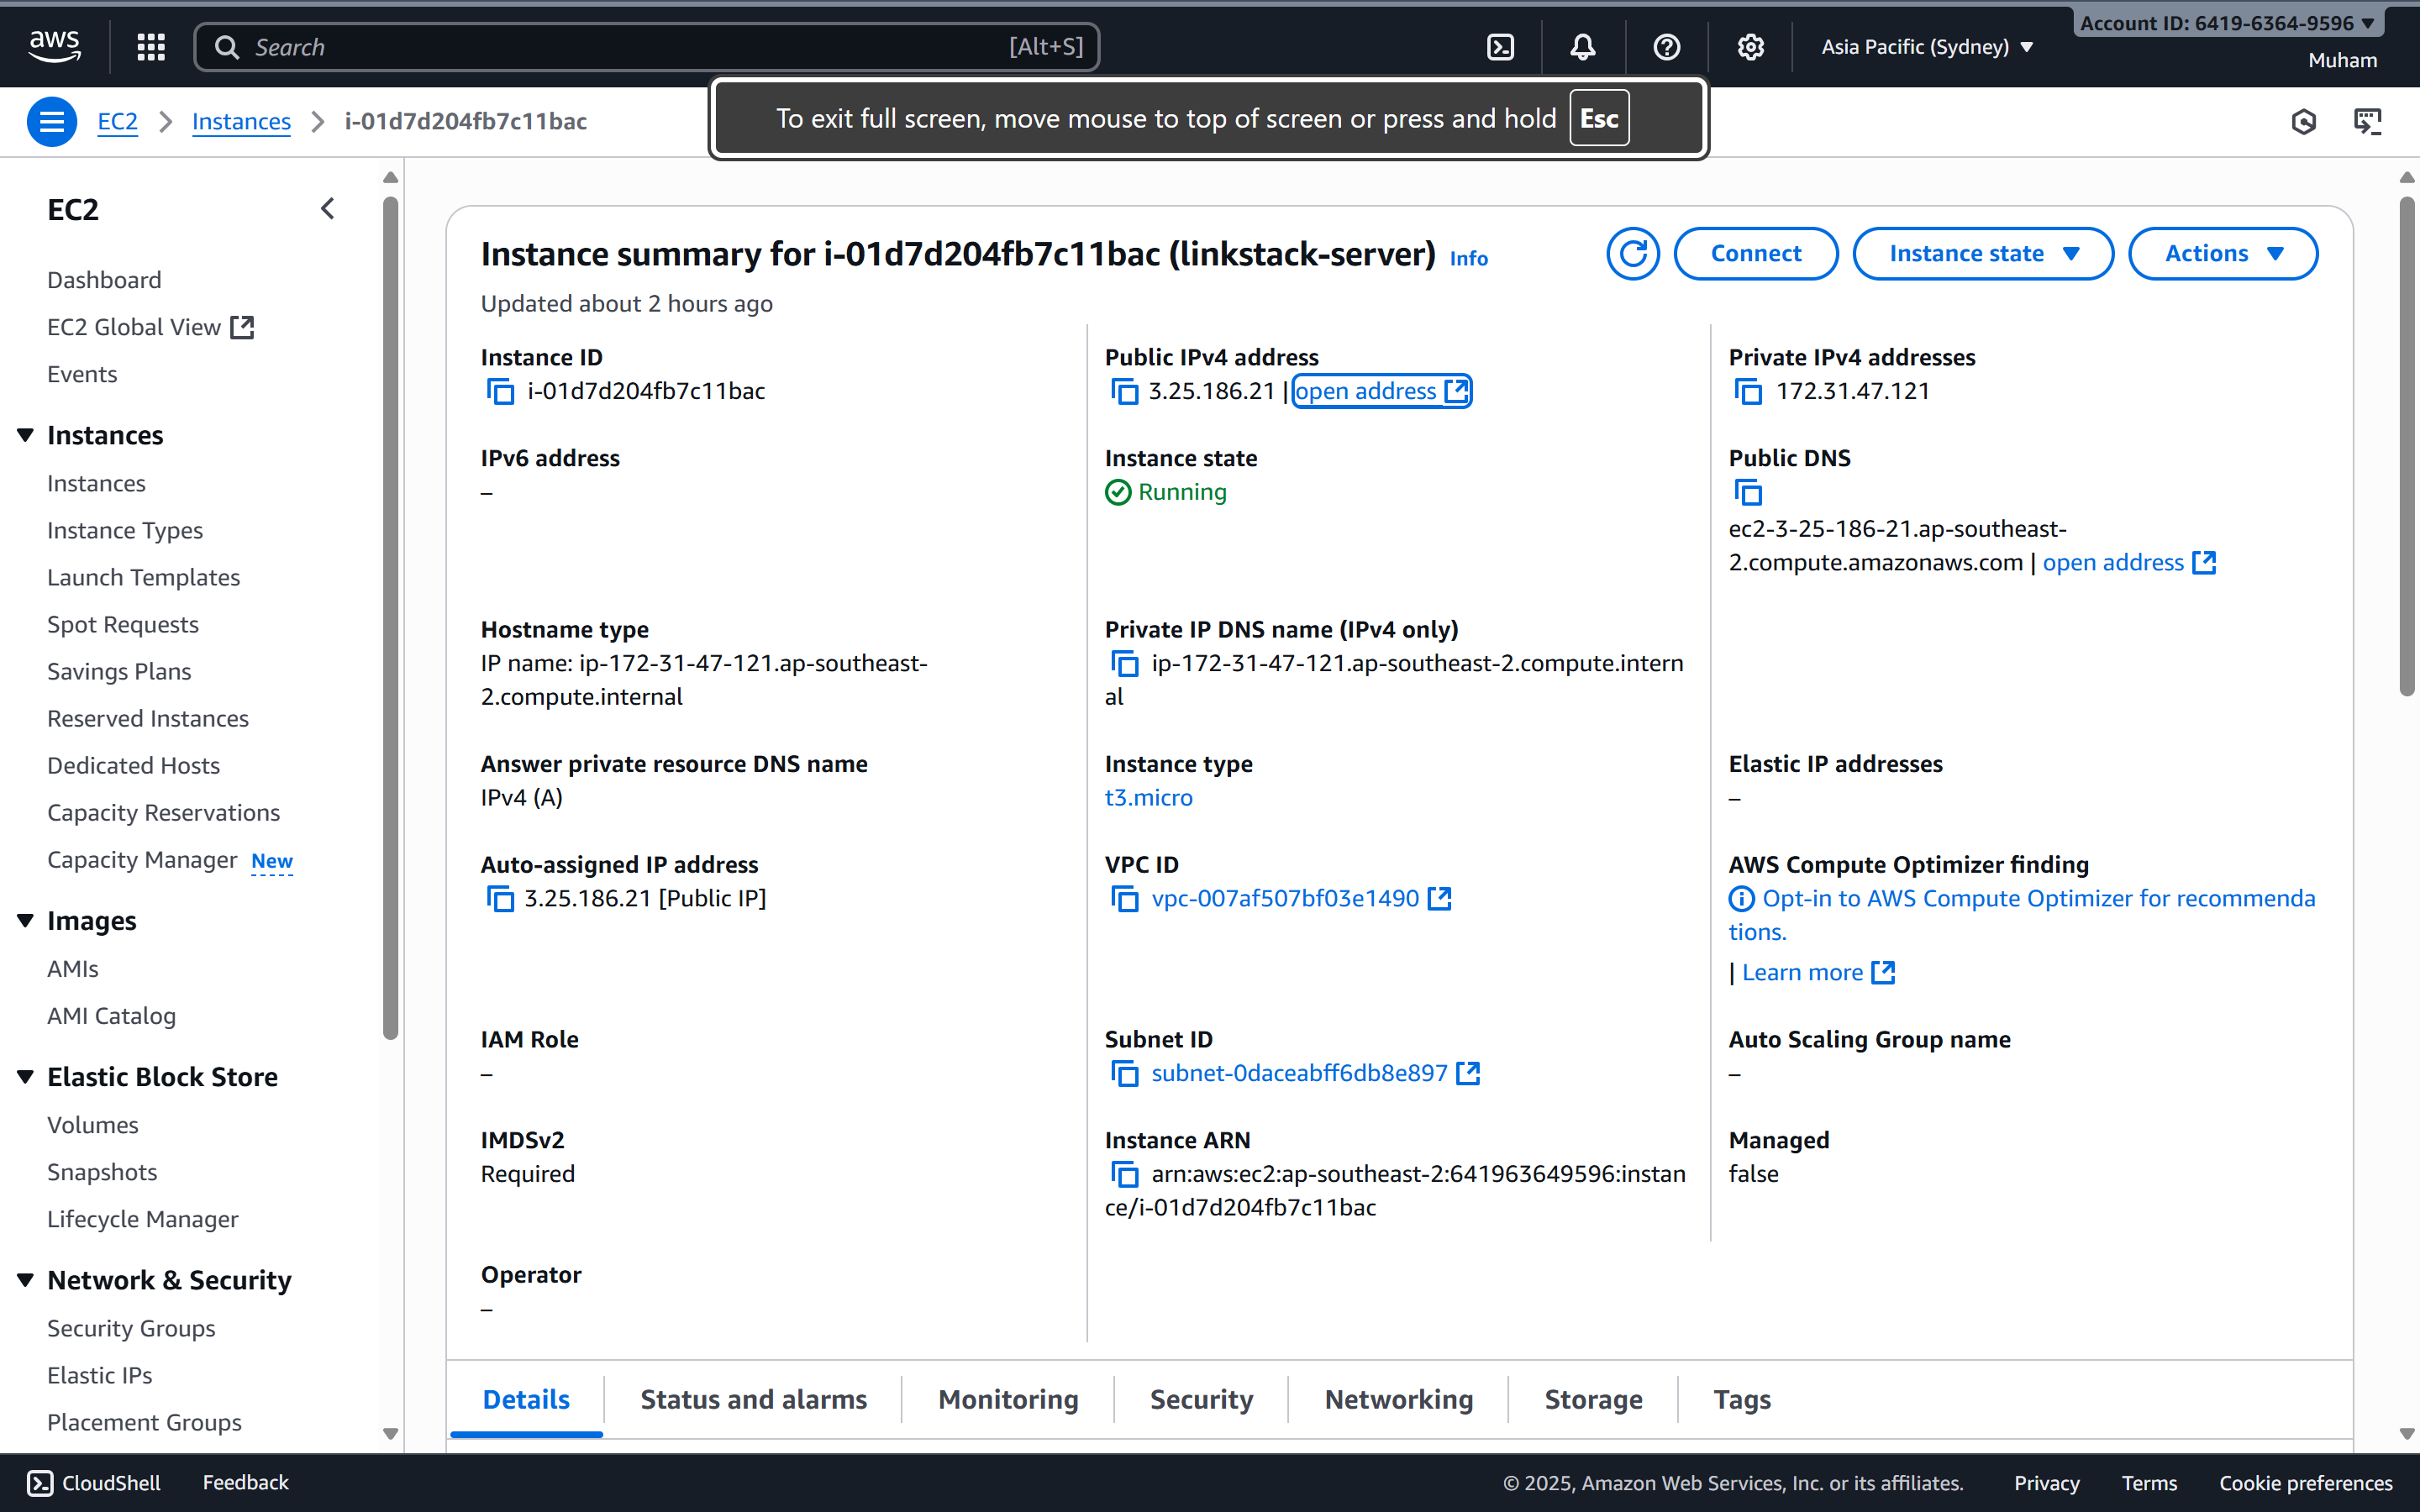 aws
Search
[Alt+S]
Asia Pacific (Sydney)
Account ID: 6419-6364-9596
Muham
EC2
Instances
i-01d7d204fb7c11bac
To exit full screen, move mouse to top of screen or press and hold Esc
EC2
Dashboard
EC2 Global View
Events
Instances
Instances
Instance Types
Launch Templates
Spot Requests
Savings Plans
Reserved Instances
Dedicated Hosts
Capacity Reservations
Capacity Manager New
Images
AMIs
AMI Catalog
Elastic Block Store
Volumes
Snapshots
Lifecycle Manager
Network & Security
Security Groups
Elastic IPs
Placement Groups
Instance summary for i-01d7d204fb7c11bac (linkstack-server) Info
Connect
Instance state
Actions
Updated about 2 hours ago
Instance ID
i-01d7d204fb7c11bac
Public IPv4 address
3.25.186.21 | open address
Private IPv4 addresses
172.31.47.121
IPv6 address
–
Instance state
Running
Public DNS
ec2-3-25-186-21.ap-southeast-
2.compute.amazonaws.com | open address
Hostname type
IP name: ip-172-31-47-121.ap-southeast-
2.compute.internal
Private IP DNS name (IPv4 only)
ip-172-31-47-121.ap-southeast-2.compute.intern
al
Answer private resource DNS name
IPv4 (A)
Instance type
t3.micro
Elastic IP addresses
–
Auto-assigned IP address
3.25.186.21 [Public IP]
VPC ID
vpc-007af507bf03e1490
AWS Compute Optimizer finding
Opt-in to AWS Compute Optimizer for recommenda
tions.
| Learn more
IAM Role
–
Subnet ID
subnet-0daceabff6db8e897
Auto Scaling Group name
–
IMDSv2
Required
Instance ARN
arn:aws:ec2:ap-southeast-2:641963649596:instan
ce/i-01d7d204fb7c11bac
Managed
false
Operator
–
Details
Status and alarms
Monitoring
Security
Networking
Storage
Tags
CloudShell
Feedback
© 2025, Amazon Web Services, Inc. or its affiliates.
Privacy
Terms
Cookie preferences